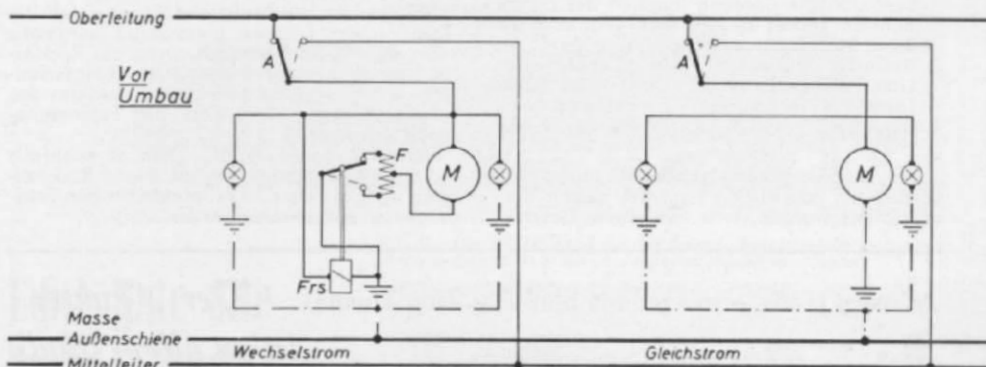 Oberleitung
A
A
Vor
Umbau
F
M
M
Frs
Masse
Außenschiene
Wechselstrom
Gleichstrom
Mittelleiter